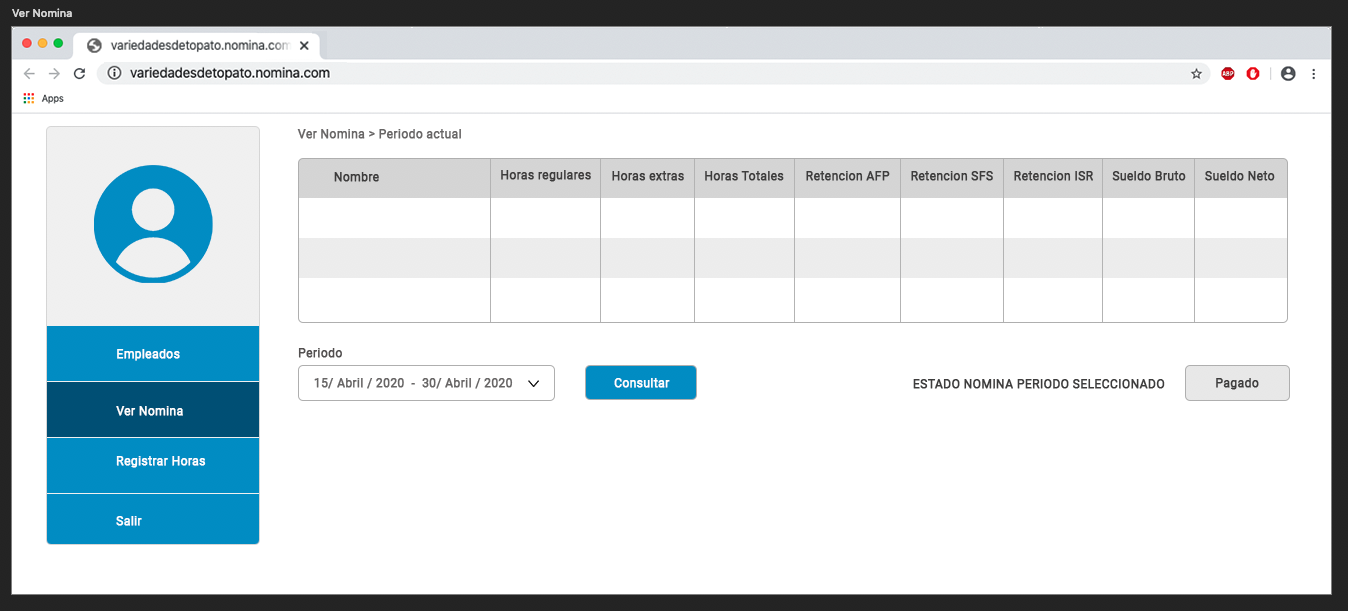 Ver Nomina
variedadesdetopato.nomina.com
variedadesdetopato.nomina.com
ABP
Apps
Ver Nomina > Periodo actual
Nombre Horas regulares Horas extras Horas Totales Retencion AFP Retencion SFS Retencion ISR Sueldo Bruto Sueldo Neto
Empleados
Ver Nomina
Registrar Horas
Salir
Periodo
15/ Abril / 2020 - 30/ Abril / 2020
Consultar
ESTADO NOMINA PERIODO SELECCIONADO
Pagado